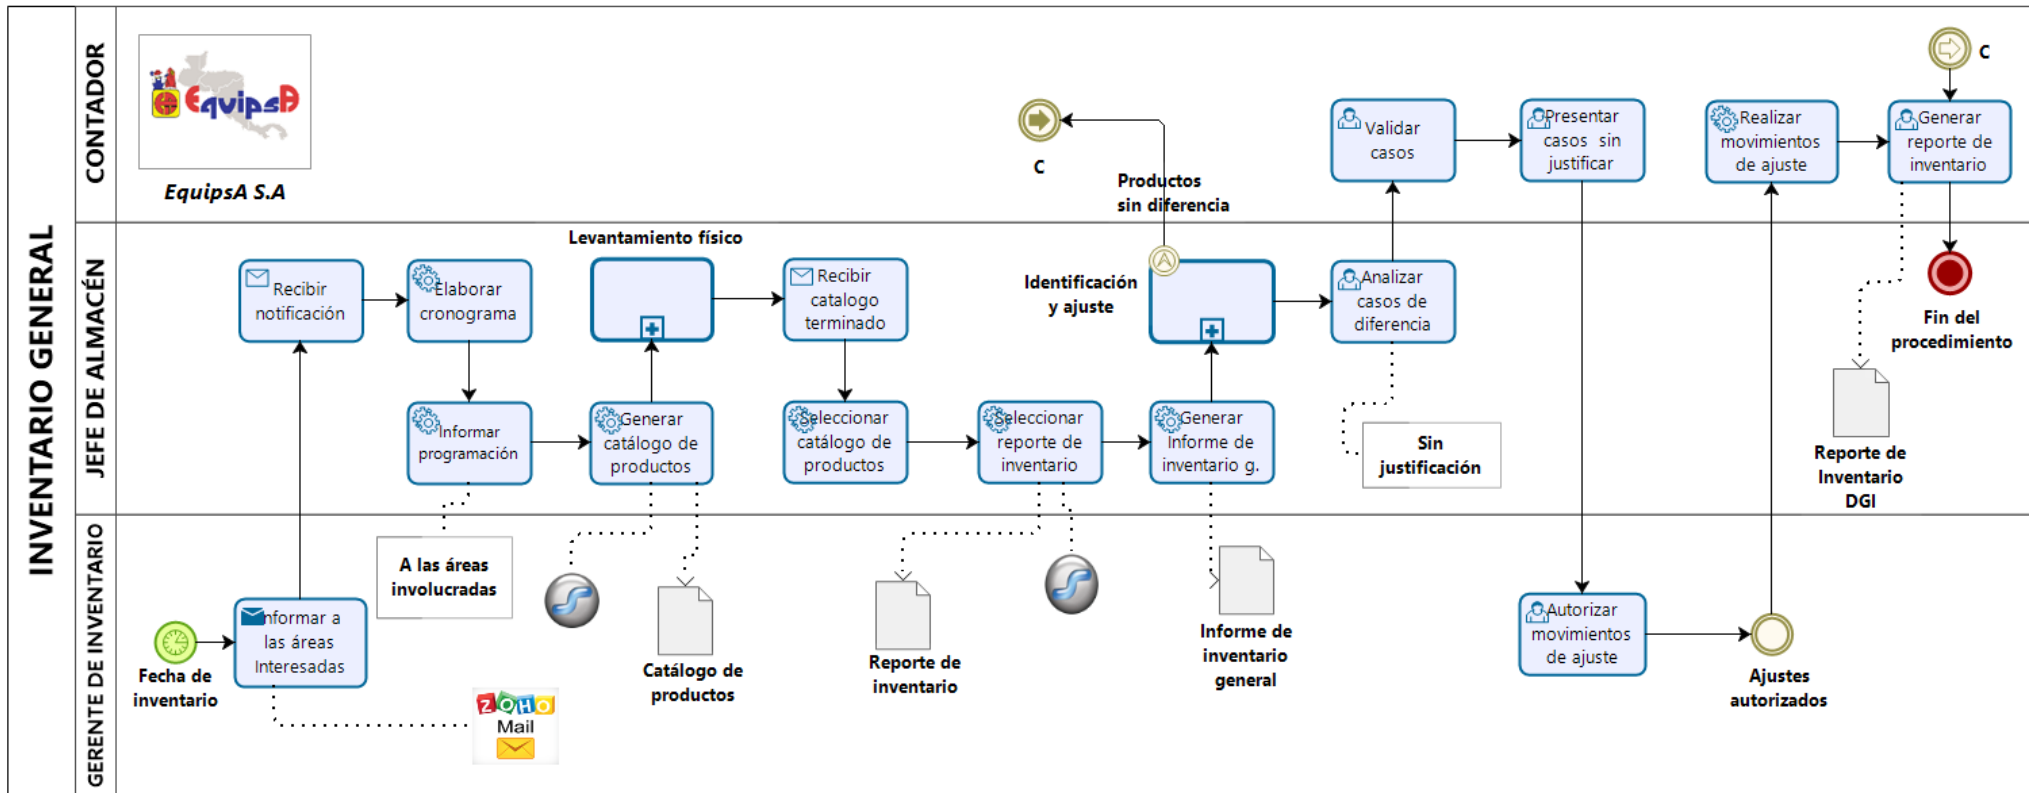 INVENTARIO GENERAL
CONTADOR
EquipsA
EquipsA S.A
C
Productos
sin diferencia
Validar
casos
Presentar
casos sin
justificar
Realizar
movimientos
de ajuste
C
Generar
reporte de
inventario
JEFE DE ALMACÉN
Recibir
notificación
Elaborar
cronograma
Levantamiento físico
Recibir
catalogo
terminado
Identificación
y ajuste
Analizar
casos de
diferencia
Fin del
procedimiento
Informar
programación
Generar
catálogo de
productos
Seleccionar
catálogo de
productos
Seleccionar
reporte de
inventario
Generar
Informe de
inventario g.
Sin
justificación
Reporte de
Inventario
DGI
GERENTE DE INVENTARIO
Fecha de
inventario
Informar a
las áreas
Interesadas
A las áreas
involucradas
ZOHO
Mail
Catálogo de
productos
Reporte de
inventario
Informe de
inventario
general
Autorizar
movimientos
de ajuste
Ajustes
autorizados